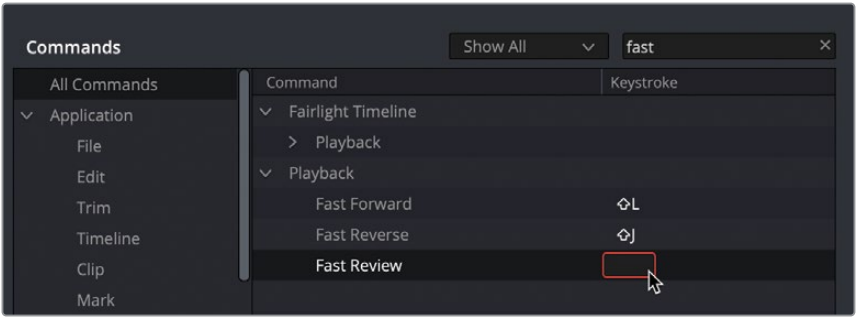 Commands
Show All
fast
All Commands
Application
File
Edit
Trim
Timeline
Clip
Mark
Command Keystroke
Fairlight Timeline
Playback
Playback
Fast Forward ⇧L
Fast Reverse ⇧J
Fast Review